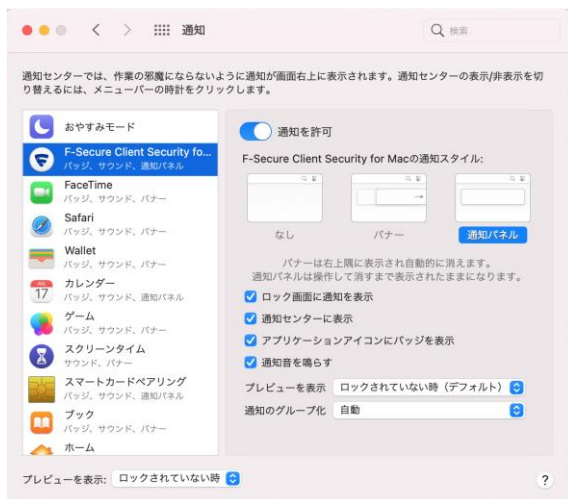 通知
検索
通知センターでは、作業の邪魔にならないように通知が画面右上に表示されます。通知センターの表示/非表示を切
り替えるには、メニューバーの時計をクリックします。
おやすみモード
F-Secure Client Security fo...
バッジ、サウンド、通知パネル
FaceTime
バッジ、サウンド、バナー
Safari
バッジ、サウンド、バナー
Wallet
バッジ、サウンド、バナー
17
カレンダー
バッジ、サウンド、通知パネル
ゲーム
バッジ、サウンド、バナー
スクリーンタイム
サウンド、バナー
スマートカードペアリング
バッジ、サウンド、通知パネル
ブック
バッジ、サウンド、バナー
ホーム
通知を許可
F-Secure Client Security for Macの通知スタイル:
なし
バナー
通知パネル
バナーは右上隅に表示され自動的に消えます。
通知パネルは操作して消すまで表示されたままになります。
ロック画面に通知を表示
通知センターに表示
アプリケーションアイコンにバッジを表示
通知音を鳴らす
プレビューを表示 ロックされていない時（デフォルト）
通知のグループ化 自動
プレビューを表示: ロックされていない時
?